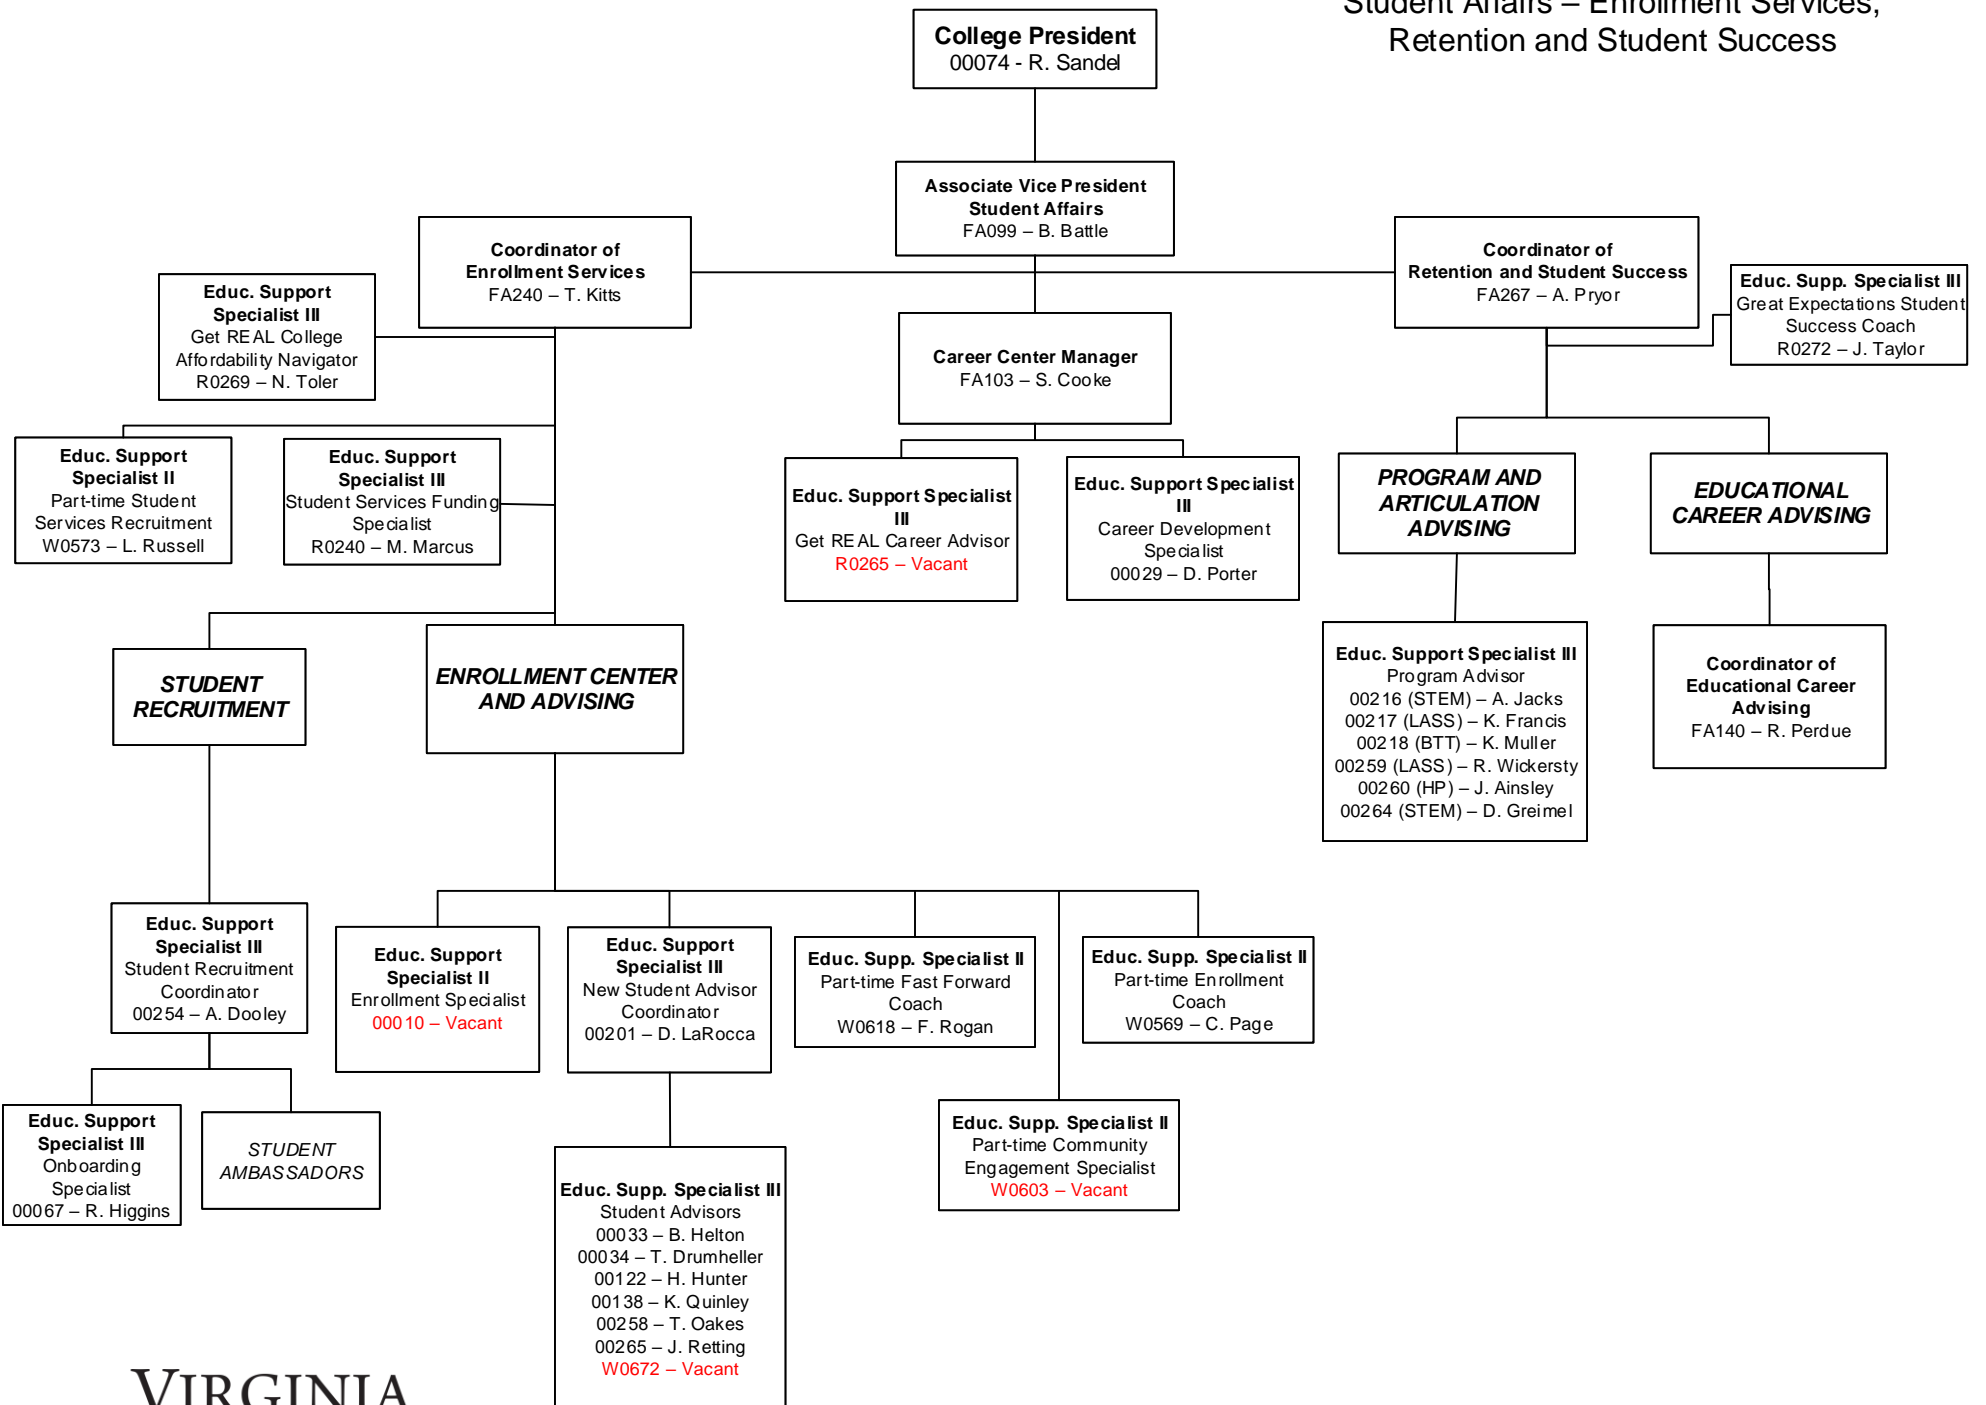 Student Affairs – Enrollment Services,
Retention and Student Success
College President
00074 - R. Sandel
Associate Vice President
Student Affairs
FA099 – B. Battle
Coordinator of
Enrollment Services
FA240 – T. Kitts
Coordinator of
Retention and Student Success
FA267 – A. Pryor
Educ. Support
Specialist III
Get REAL College
Affordability Navigator
R0269 – N. Toler
Educ. Supp. Specialist III
Great Expectations Student
Success Coach
R0272 – J. Taylor
Career Center Manager
FA103 – S. Cooke
Educ. Support
Specialist II
Part-time Student
Services Recruitment
W0573 – L. Russell
Educ. Support
Specialist III
Student Services Funding
Specialist
R0240 – M. Marcus
Educ. Support Specialist
III
Get REAL Career Advisor
R0265 – Vacant
Educ. Support Specialist
III
Career Development
Specialist
00029 – D. Porter
PROGRAM AND
ARTICULATION
ADVISING
EDUCATIONAL
CAREER ADVISING
STUDENT
RECRUITMENT
ENROLLMENT CENTER
AND ADVISING
Educ. Support Specialist III
Program Advisor
00216 (STEM) – A. Jacks
00217 (LASS) – K. Francis
00218 (BTT) – K. Muller
00259 (LASS) – R. Wickersty
00260 (HP) – J. Ainsley
00264 (STEM) – D. Greimel
Coordinator of
Educational Career
Advising
FA140 – R. Perdue
Educ. Support
Specialist III
Student Recruitment
Coordinator
00254 – A. Dooley
Educ. Support
Specialist II
Enrollment Specialist
00010 – Vacant
Educ. Support
Specialist III
New Student Advisor
Coordinator
00201 – D. LaRocca
Educ. Supp. Specialist II
Part-time Fast Forward
Coach
W0618 – F. Rogan
Educ. Supp. Specialist II
Part-time Enrollment
Coach
W0569 – C. Page
Educ. Support
Specialist III
Onboarding
Specialist
00067 – R. Higgins
STUDENT
AMBASSADORS
Educ. Supp. Specialist II
Part-time Community
Engagement Specialist
W0603 – Vacant
Educ. Supp. Specialist III
Student Advisors
00033 – B. Helton
00034 – T. Drumheller
00122 – H. Hunter
00138 – K. Quinley
00258 – T. Oakes
00265 – J. Retting
W0672 – Vacant
VIRGINIA